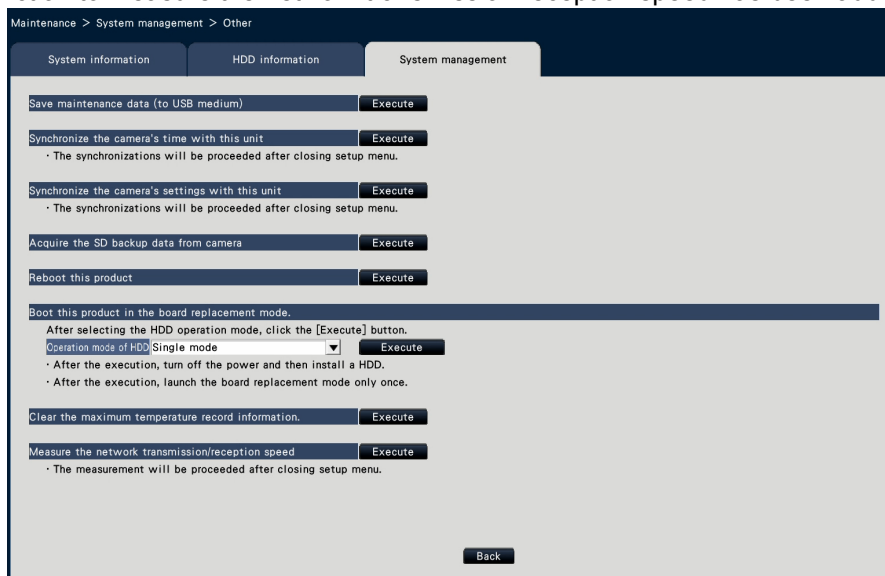 Maintenance > System management > Other
System information HDD information System management
Save maintenance data (to USB medium) Execute
Synchronize the camera's time with this unit Execute
・The synchronizations will be proceeded after closing setup menu.
Synchronize the camera's settings with this unit Execute
・The synchronizations will be proceeded after closing setup menu.
Acquire the SD backup data from camera Execute
Reboot this product Execute
Boot this product in the board replacement mode.
After selecting the HDD operation mode, click the [Execute] button.
Operation mode of HDD Single mode Execute
・After the execution, turn off the power and then install a HDD.
・After the execution, launch the board replacement mode only once.
Clear the maximum temperature record information. Execute
Measure the network transmission/reception speed Execute
・The measurement will be proceeded after closing setup menu.
Back